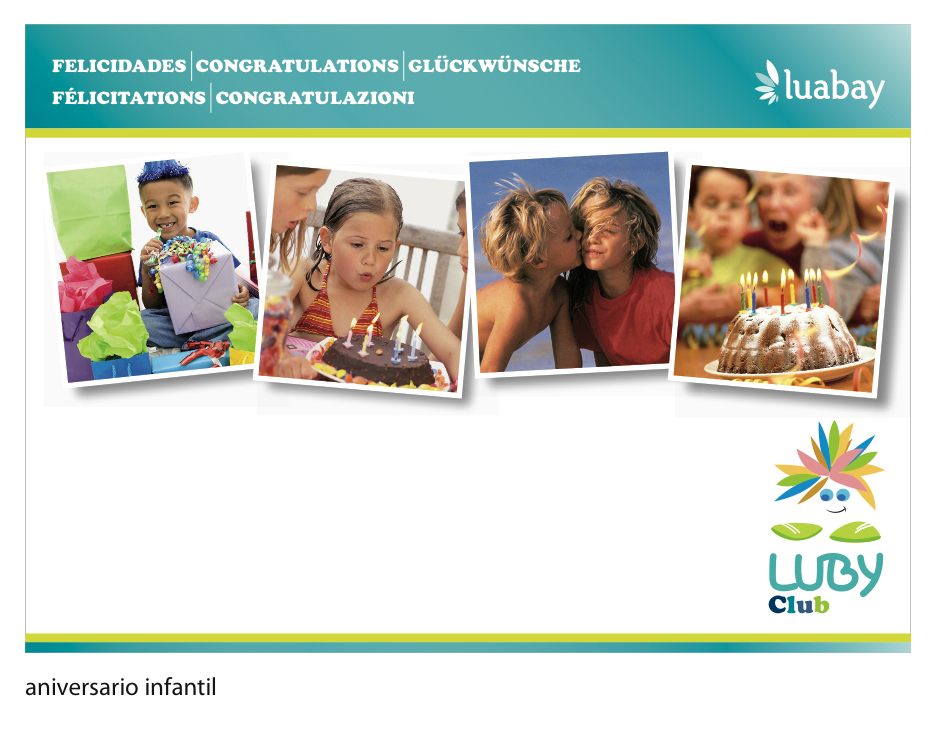 FELICIDADES|CONGRATULATIONS|GLÜCKWÜNSCHE
FÉLICITATIONS|CONGRATULAZIONI
luabay
LUBY
Club
aniversario infantil